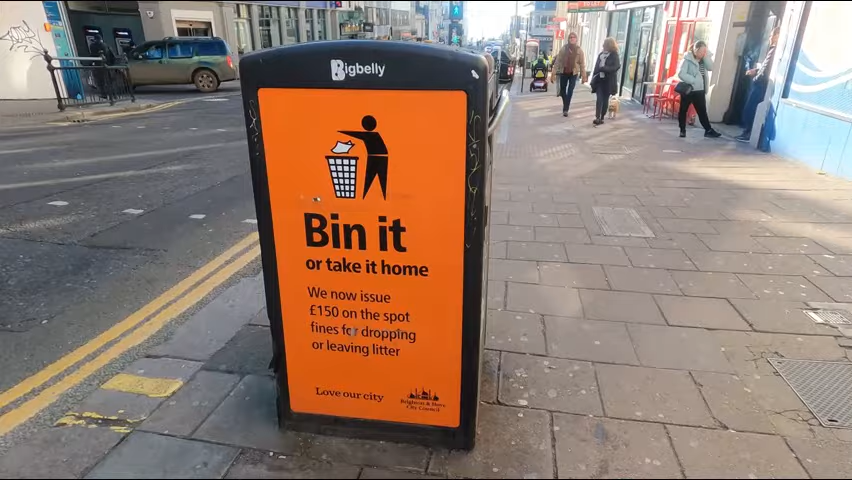 Bigbelly
Bin it
or take it home
We now issue
£150 on the spot
fines for dropping
or leaving litter
Love our city
Brighton & Hove
City Council